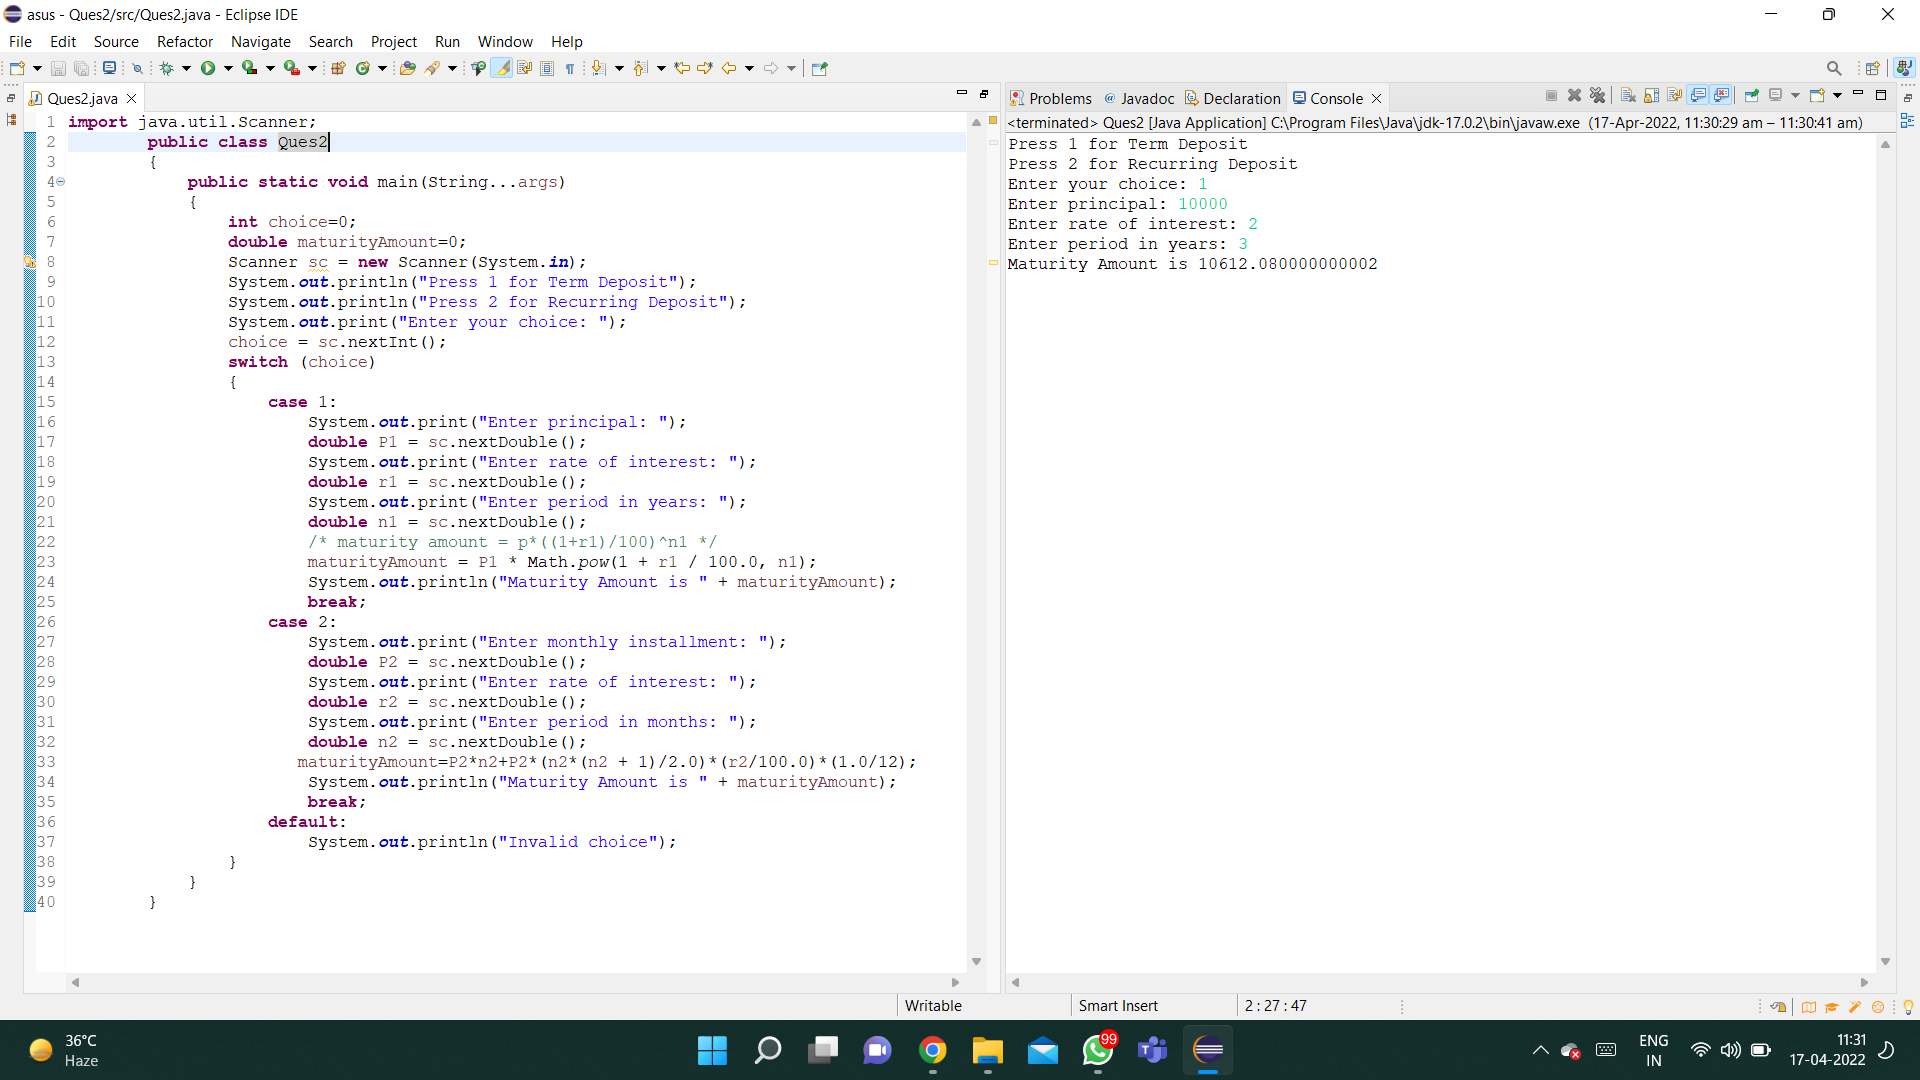 asus - Ques2/src/Ques2.java - Eclipse IDE
File Edit Source Refactor Navigate Search Project Run Window Help
Ques2.java
1 import java.util.Scanner;
2 public class Ques2
3 {
4 public static void main(String...args)
5 {
6 int choice=0;
7 double maturityAmount=0;
8 Scanner sc = new Scanner(System.in);
9 System.out.println("Press 1 for Term Deposit");
10 System.out.println("Press 2 for Recurring Deposit");
11 System.out.print("Enter your choice: ");
12 choice = sc.nextInt();
13 switch (choice)
14 {
15 case 1:
16 System.out.print("Enter principal: ");
17 double P1 = sc.nextDouble();
18 System.out.print("Enter rate of interest: ");
19 double r1 = sc.nextDouble();
20 System.out.print("Enter period in years: ");
21 double n1 = sc.nextDouble();
22 /* maturity amount = p*((1+r1)/100)^n1 */
23 maturityAmount = P1 * Math.pow(1 + r1 / 100.0, n1);
24 System.out.println("Maturity Amount is " + maturityAmount);
25 break;
26 case 2:
27 System.out.print("Enter monthly installment: ");
28 double P2 = sc.nextDouble();
29 System.out.print("Enter rate of interest: ");
30 double r2 = sc.nextDouble();
31 System.out.print("Enter period in months: ");
32 double n2 = sc.nextDouble();
33 maturityAmount=P2*n2+P2*(n2*(n2 + 1)/2.0)*(r2/100.0)*(1.0/12);
34 System.out.println("Maturity Amount is " + maturityAmount);
35 break;
36 default:
37 System.out.println("Invalid choice");
38 }
39 }
40 }
Problems @ Javadoc Declaration Console
<terminated> Ques2 [Java Application] C:\Program Files\Java\jdk-17.0.2\bin\javaw.exe (17-Apr-2022, 11:30:29 am – 11:30:41 am)
Press 1 for Term Deposit
Press 2 for Recurring Deposit
Enter your choice: 1
Enter principal: 10000
Enter rate of interest: 2
Enter period in years: 3
Maturity Amount is 10612.080000000002
Writable Smart Insert 2 : 27 : 47
36°C
Haze
99
ENG
IN
11:31
17-04-2022